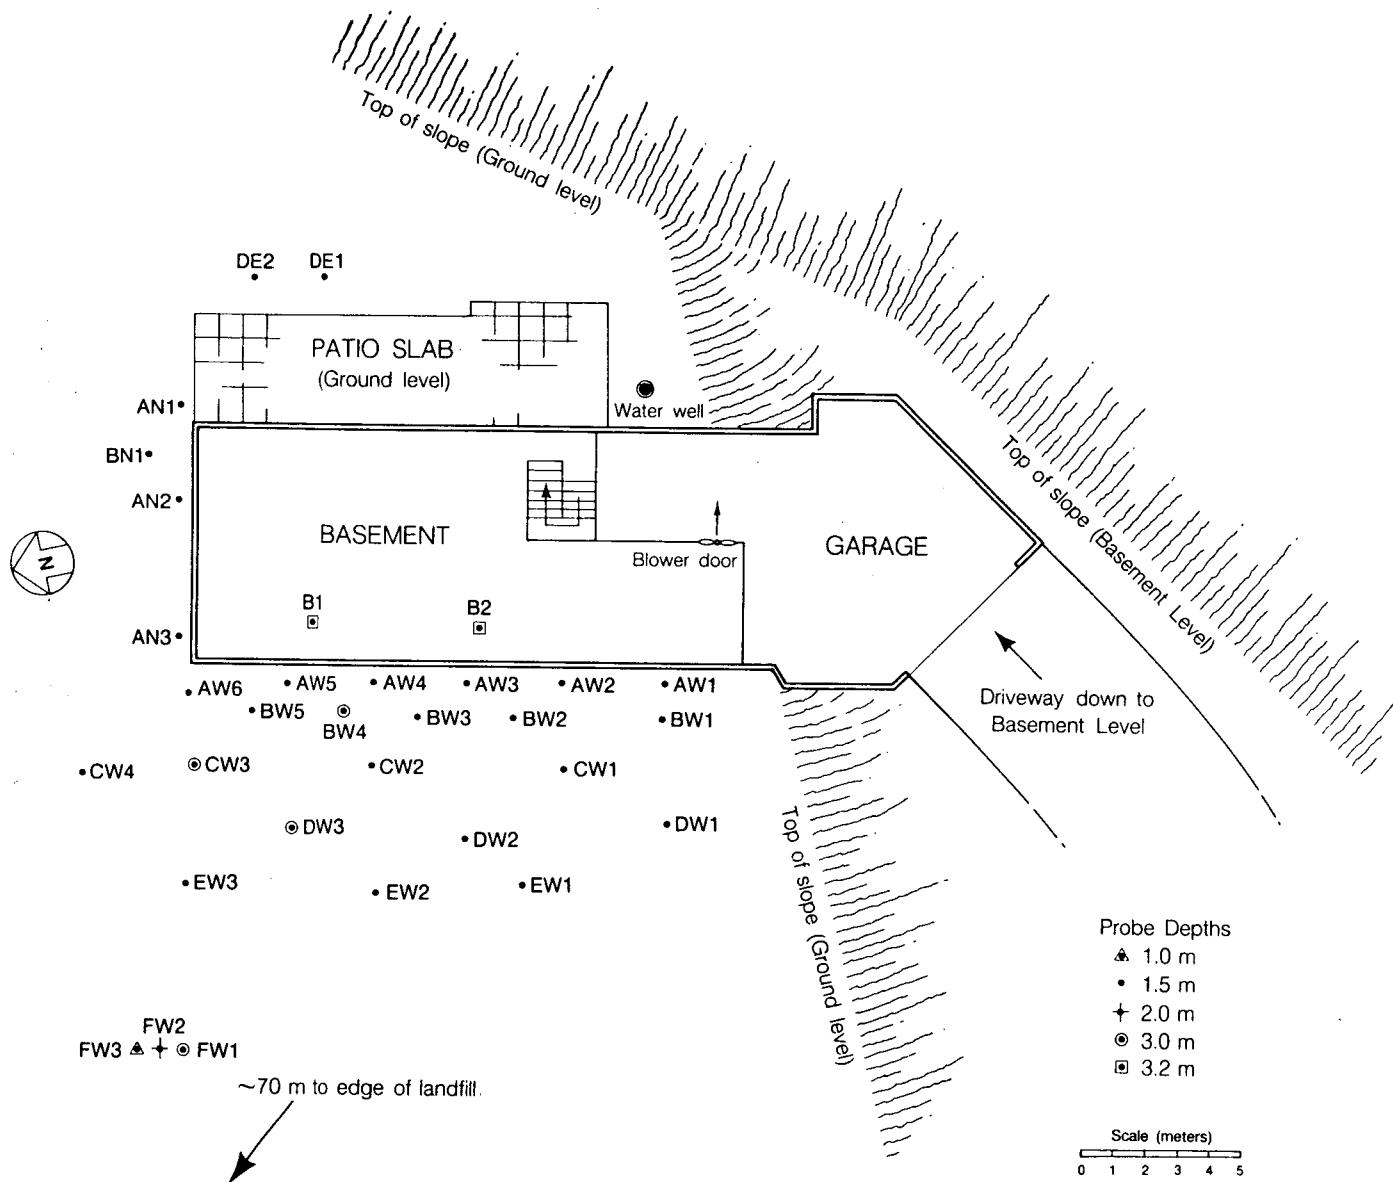 Top of slope (Ground level)
DE2
DE1
PATIO SLAB
(Ground level)
AN1
Water well
BN1
AN2
Top of slope (Basement Level)
BASEMENT
GARAGE
Blower door
N
B1
B2
AN3
AW6
AW5
AW4
AW3
AW2
AW1
BW5
BW4
BW3
BW2
BW1
Driveway down to
Basement Level
CW4
CW3
CW2
CW1
DW3
DW2
DW1
EW3
EW2
EW1
Top of slope (Ground level)
Probe Depths
1.0 m
1.5 m
2.0 m
3.0 m
3.2 m
FW2
FW3
FW1
~70 m to edge of landfill.
Scale (meters)
0 1 2 3 4 5